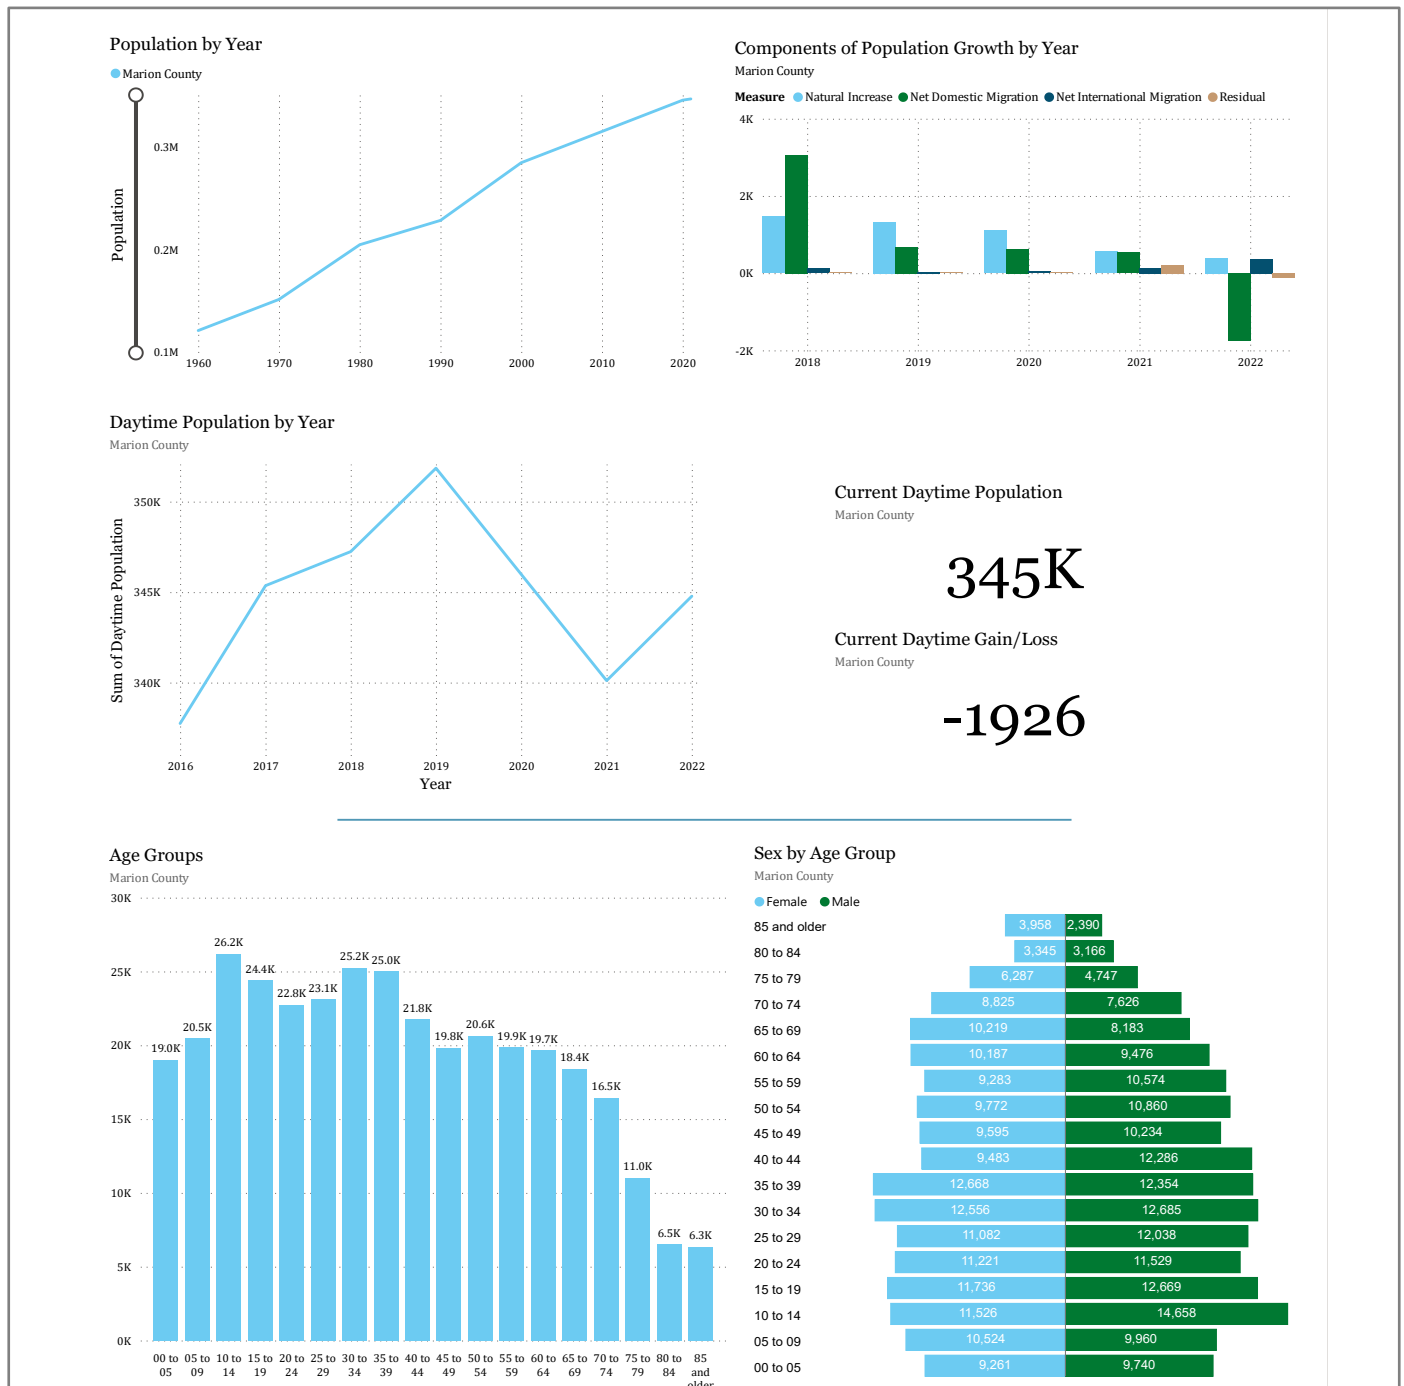 Population by Year
Marion County
Population
0.3M
0.2M
0.1M
1960 1970 1980 1990 2000 2010 2020
Components of Population Growth by Year
Marion County
Measure Natural Increase Net Domestic Migration Net International Migration Residual
4K
2K
0K
-2K
2018 2019 2020 2021 2022
Daytime Population by Year
Marion County
Sum of Daytime Population
350K
345K
340K
2016 2017 2018 2019 2020 2021 2022
Year
Current Daytime Population
Marion County
345K
Current Daytime Gain/Loss
Marion County
-1926
Age Groups
Marion County
30K
25K
20K
15K
10K
5K
0K
19.0K 20.5K 26.2K 24.4K 22.8K 23.1K 25.2K 25.0K 21.8K 19.8K 20.6K 19.9K 19.7K 18.4K 16.5K 11.0K 6.5K 6.3K
00 to 05 to 10 to 15 to 20 to 25 to 30 to 35 to 40 to 45 to 50 to 55 to 60 to 65 to 70 to 75 to 80 to 85
05 09 14 19 24 29 34 39 44 49 54 59 64 69 74 79 84 and
older
Sex by Age Group
Marion County
Female Male
85 and older 3,958 2,390
80 to 84 3,345 3,166
75 to 79 6,287 4,747
70 to 74 8,825 7,626
65 to 69 10,219 8,183
60 to 64 10,187 9,476
55 to 59 9,283 10,574
50 to 54 9,772 10,860
45 to 49 9,595 10,234
40 to 44 9,483 12,286
35 to 39 12,668 12,354
30 to 34 12,556 12,685
25 to 29 11,082 12,038
20 to 24 11,221 11,529
15 to 19 11,736 12,669
10 to 14 11,526 14,658
05 to 09 10,524 9,960
00 to 05 9,261 9,740